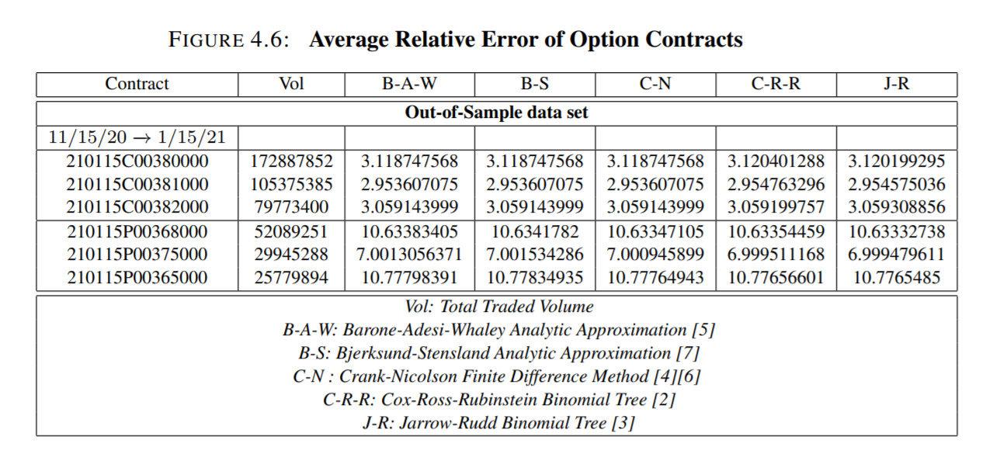 FIGURE 4.6: Average Relative Error of Option Contracts
Contract Vol B-A-W B-S C-N C-R-R J-R
Out-of-Sample data set
11/15/20 → 1/15/21
210115C00380000 172887852 3.118747568 3.118747568 3.118747568 3.120401288 3.120199295
210115C00381000 105375385 2.953607075 2.953607075 2.953607075 2.954763296 2.954575036
210115C00382000 79773400 3.059143999 3.059143999 3.059143999 3.059199757 3.059308856
210115P00368000 52089251 10.63383405 10.6341782 10.63347105 10.63354459 10.63332738
210115P00375000 29945288 7.0013056371 7.001534286 7.000945899 6.999511168 6.999479611
210115P00365000 25779894 10.77798391 10.77834935 10.77764943 10.77656601 10.7765485
Vol: Total Traded Volume
B-A-W: Barone-Adesi-Whaley Analytic Approximation [5]
B-S: Bjerksund-Stensland Analytic Approximation [7]
C-N : Crank-Nicolson Finite Difference Method [4][6]
C-R-R: Cox-Ross-Rubinstein Binomial Tree [2]
J-R: Jarrow-Rudd Binomial Tree [3]